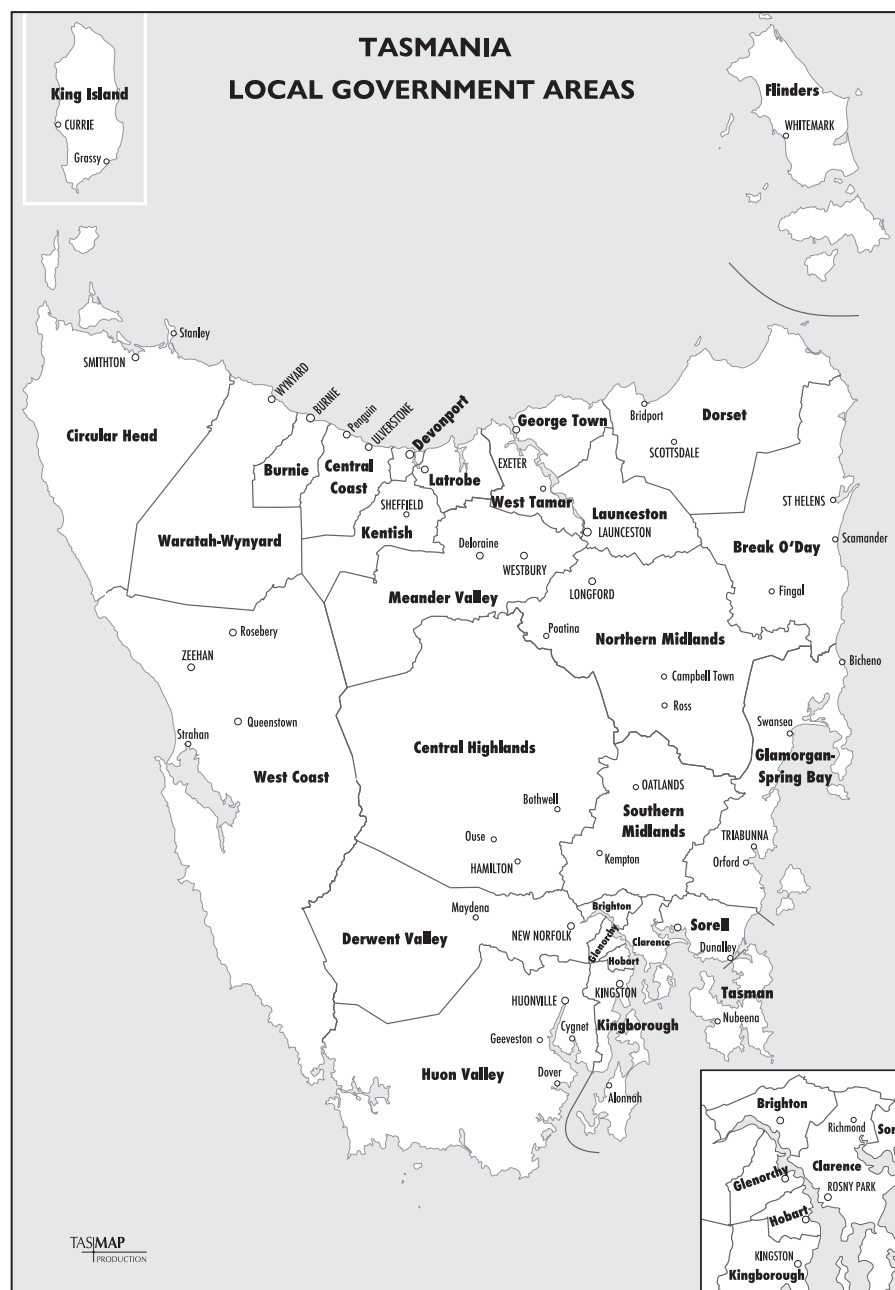 TASMANIA
LOCAL GOVERNMENT AREAS
King Island
CURRIE
Grassy
Flinders
WHITEMARK
Stanley
SMITHTON
WYNYARD
BURNIE
Penguin
ULVERSTONE
Devonport
George Town
Bridport
Dorset
SCOTTSDALE
Circular Head
Burnie
Central
Coast
Latrobe
EXETER
West Tamar
SHEFFIELD
Kentish
Launceston
LAUNCESTON
ST HELENS
Scamander
Break O'Day
Fingal
Waratah-Wynyard
Deloraine
WESTBURY
Meander Valley
LONGFORD
Poatina
Northern Midlands
Campbell Town
Ross
Bicheno
Rosebery
ZEEHAN
Queenstown
Strahan
West Coast
Central Highlands
Bothwell
Ouse
HAMILTON
Swansea
Glamorgan-
Spring Bay
OATLANDS
Southern
Midlands
Kempton
TRIABUNNA
Orford
Maydena
Derwent Valley
NEW NORFOLK
Brighton
Glenorchy
Clarence
Hobart
Sorell
Dunalley
Tasman
Nubeena
KINGSTON
Kingborough
HUONVILLE
Cygnet
Geeveston
Huon Valley
Dover
Alonnah
Brighton
Richmond
Sor
Clarence
Glenorchy
ROSNY PARK
Hobart
KINGSTON
Kingborough
TASMAP
PRODUCTION